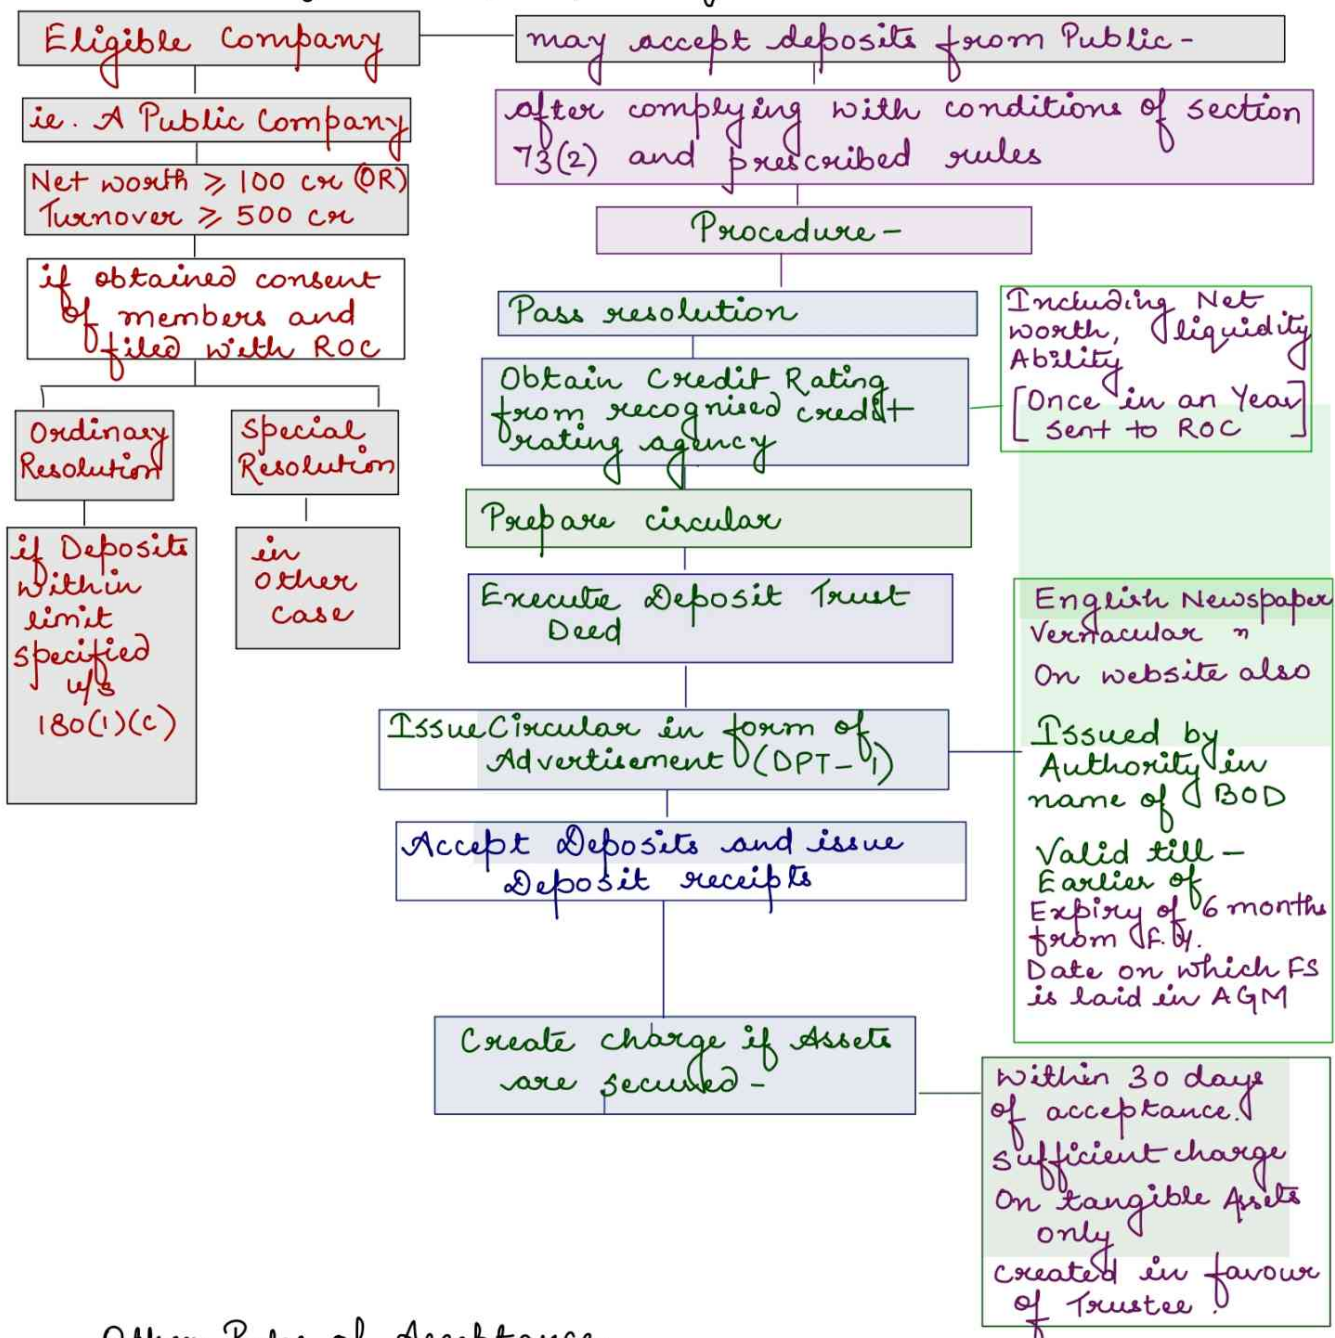 Eligible Company
ie. A Public Company
Net worth ⩾ 100 cr (OR)
Turnover ⩾ 500 cr
if obtained consent
of members and
filed with ROC
Ordinary
Resolution
Special
Resolution
if Deposits
within
limit
specified
u/s
180(1)(c)
in
other
case
may accept deposits from Public -
after complying with conditions of section
73(2) and prescribed rules
Procedure -
Pass resolution
Obtain Credit Rating
from recognised credit
rating agency
Including Net
worth, liquidity
Ability
[Once in an Year
sent to ROC]
Prepare circular
Execute Deposit Trust
Deed
Issue Circular in form of
Advertisement (DPT-1)
English Newspaper
Vernacular "
On website also
Issued by
Authority in
name of BOD
Valid till -
Earlier of
Expiry of 6 months
from F.Y.
Date on which FS
is laid in AGM
Accept Deposits and issue
Deposit receipts
Create charge if Assets
are secured -
Within 30 days
of acceptance.
Sufficient charge
On tangible Assets
only
Created in favour
of Trustee.